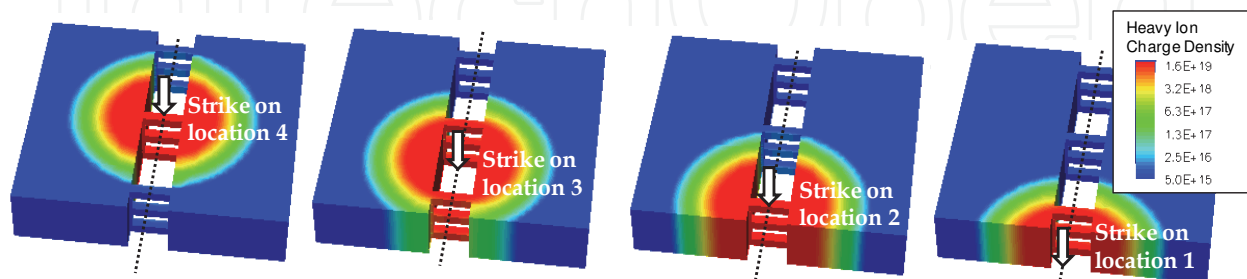 Strike on
location 4
Strike on
location 3
Strike on
location 2
Strike on
location 1
Heavy Ion
Charge Density
1.6E+19
3.2E+18
6.3E+17
1.3E+17
2.5E+16
5.0E+15